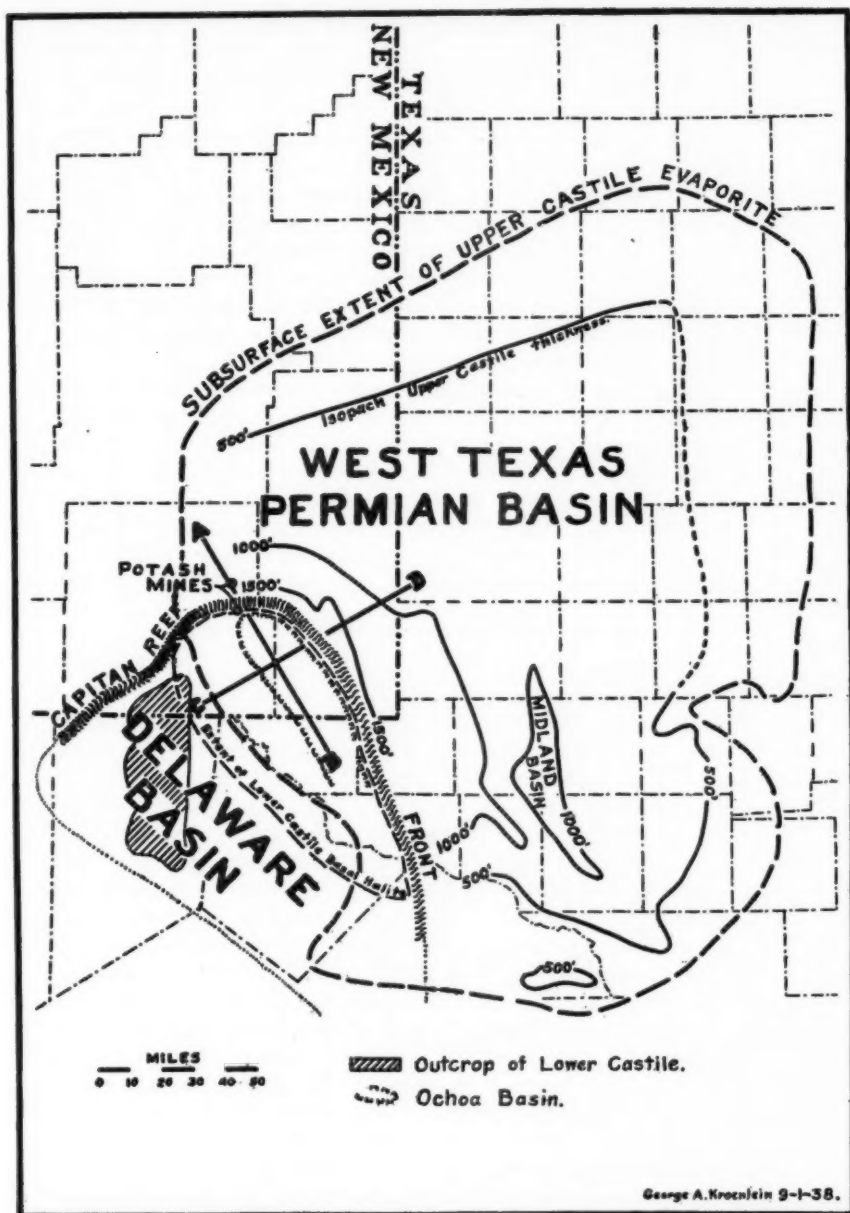 TEXAS
NEW MEXICO
SUBSURFACE EXTENT OF UPPER CASTILE EVAPORITE
Isopack Upper Castile thickness.
500'
WEST TEXAS
PERMIAN BASIN
A
1000'
B
POTASH
MINES
1500'
CAPITAN REEF
MIDLAND
BASIN
1500'
DELAWARE
BASIN
Extent of Lower Castile Basal Halite
500'
1000'
FRONT
1000'
500'
500'
MILES
0 10 20 30 40 50
Outcrop of Lower Castile.
Ochoa Basin.
George A. Kroenlein 9-1-38.